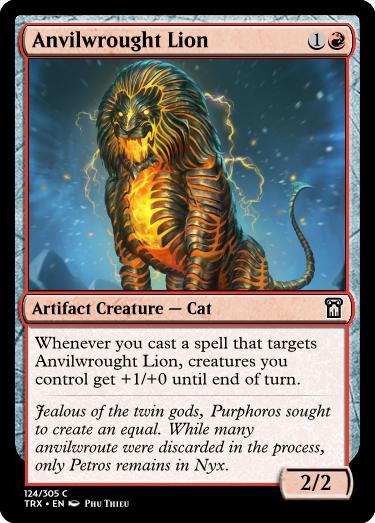 Anvilwrought Lion 1
Artifact Creature — Cat
Whenever you cast a spell that targets
Anvilwrought Lion, creatures you
control get +1/+0 until end of turn.
Jealous of the twin gods, Purphoros sought
to create an equal. While many
anvilwroute were discarded in the process,
only Petros remains in Nyx.
2/2
124/305 C
TRX • EN Phu Thieu